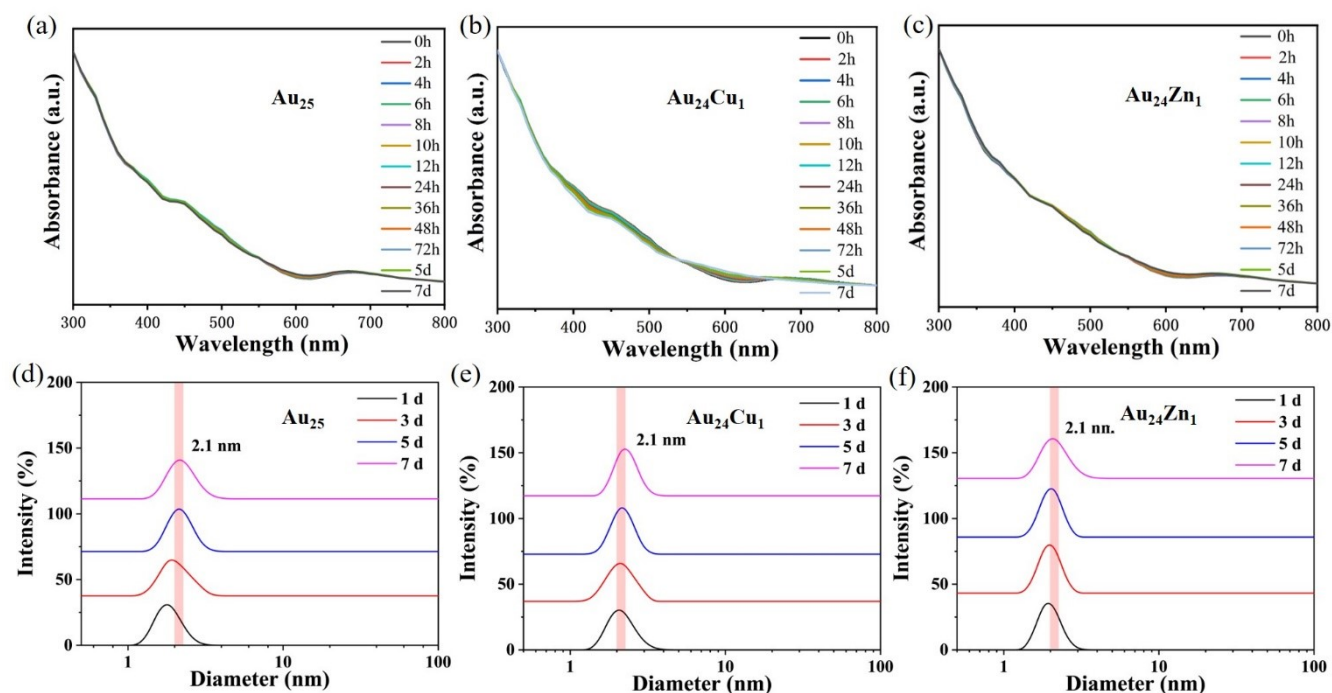 (a)
Absorbance (a.u.)
Au₂₅
0h
2h
4h
6h
8h
10h
12h
24h
36h
48h
72h
5d
7d
300 400 500 600 700 800
Wavelength (nm)
(b)
Absorbance (a.u.)
Au₂₄Cu₁
0h
2h
4h
6h
8h
10h
12h
24h
36h
48h
72h
5d
7d
300 400 500 600 700 800
Wavelength (nm)
(c)
Absorbance (a.u.)
Au₂₄Zn₁
0h
2h
4h
6h
8h
10h
12h
24h
36h
48h
72h
5d
7d
300 400 500 600 700 800
Wavelength (nm)
(d)
Intensity (%)
200
150
100
50
0
Au₂₅
2.1 nm
1 d
3 d
5 d
7 d
1 10 100
Diameter (nm)
(e)
Intensity (%)
200
150
100
50
0
Au₂₄Cu₁
2.1 nm
1 d
3 d
5 d
7 d
1 10 100
Diameter (nm)
(f)
Intensity (%)
200
150
100
50
0
Au₂₄Zn₁
2.1 nn.
1 d
3 d
5 d
7 d
1 10 100
Diameter (nm)